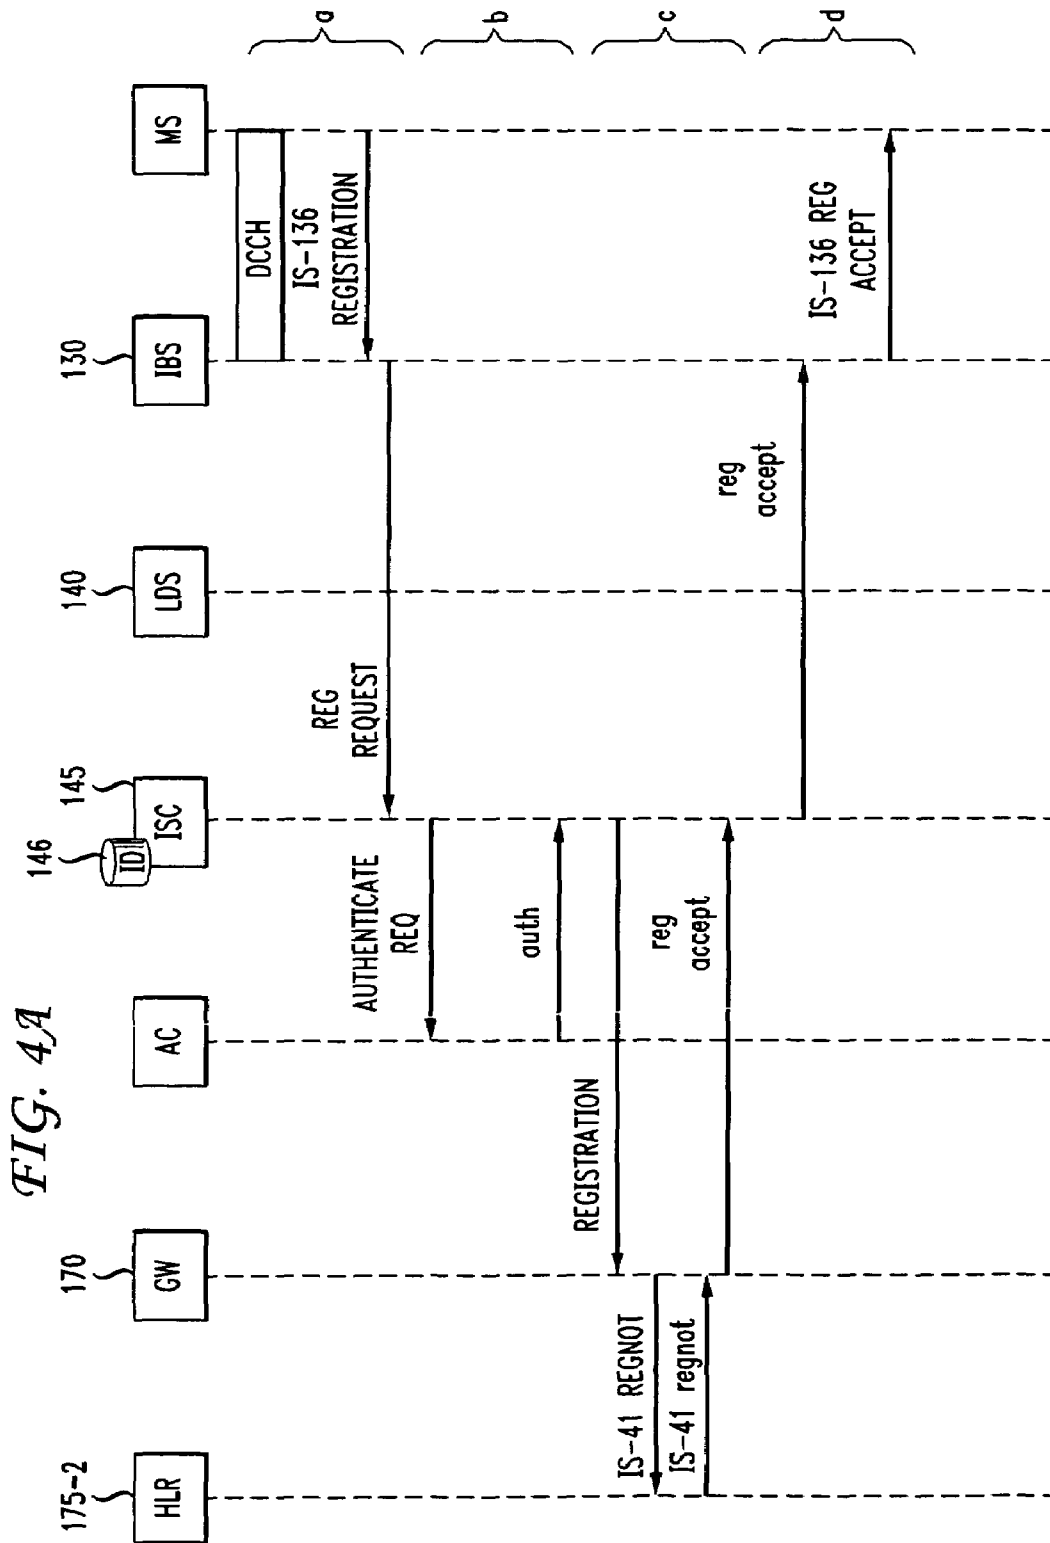 FIG. 4A
175-2
HLR
170
GW
AC
146
ID
145
ISC
140
LDS
130
IBS
MS
DCCH
IS-136
REGISTRATION
a
REG
REQUEST
AUTHENTICATE
REQ
b
auth
REGISTRATION
c
IS-41 REGNOT
IS-41 regnot
reg
accept
reg
accept
d
IS-136 REG
ACCEPT